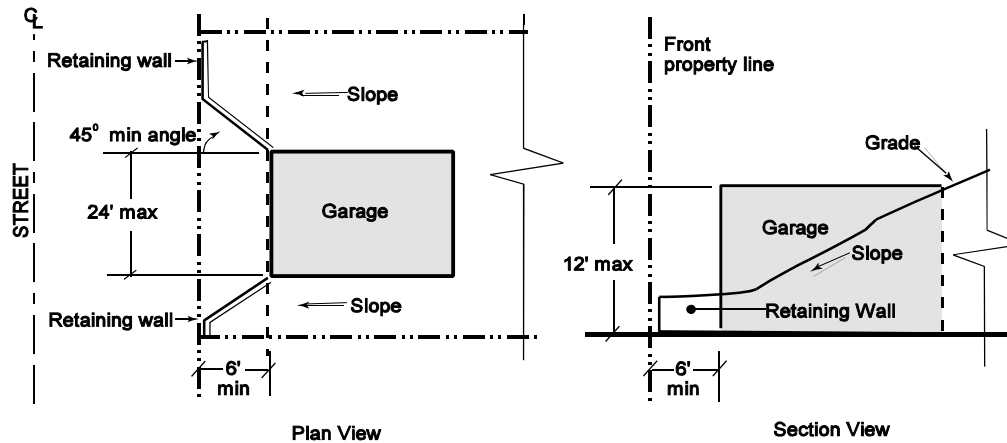 ℄
Retaining wall
Slope
45° min angle
24' max
STREET
Garage
Slope
Retaining wall
6'
min
Plan View
Front
property line
Grade
Garage
12' max
Slope
Retaining Wall
6'
min
Section View